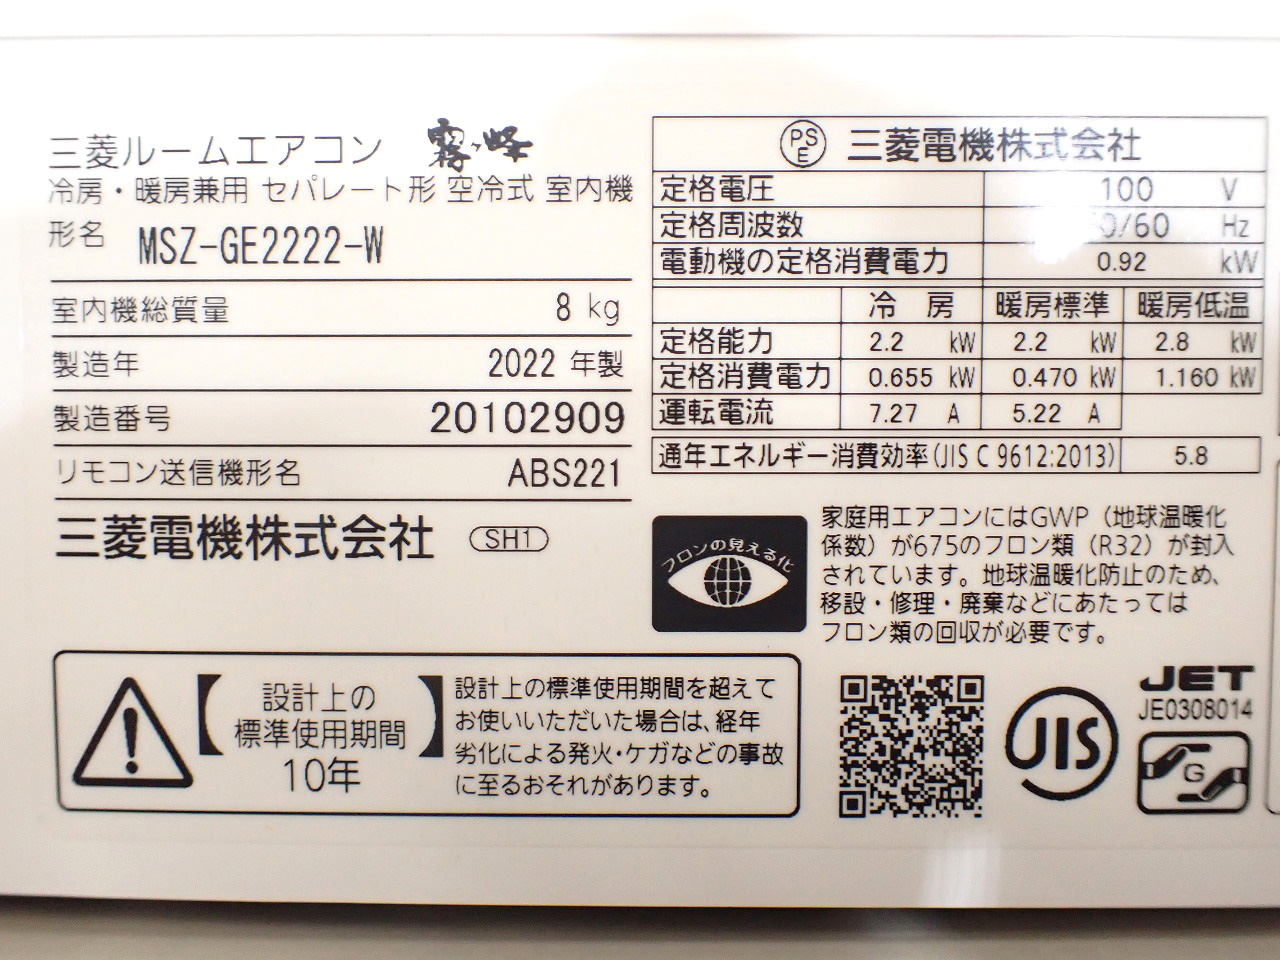 三菱ルームエアコン 霧ヶ峰
冷房・暖房兼用 セパレート形 空冷式 室内機
形名 MSZ-GE2222-W
室内機総質量 8 kg
製造年 2022 年製
製造番号 20102909
リモコン送信機形名 ABS221
三菱電機株式会社 SH1
PS
E 三菱電機株式会社
定格電圧 100 V
定格周波数 0/60 Hz
電動機の定格消費電力 0.92 kW
冷 房 暖房標準 暖房低温
定格能力 2.2 kW 2.2 kW 2.8 kW
定格消費電力 0.655 kW 0.470 kW 1.160 kW
運転電流 7.27 A 5.22 A
通年エネルギー消費効率(JIS C 9612:2013) 5.8
フロンの見える化
家庭用エアコンにはGWP（地球温暖化
係数）が675のフロン類（R32）が封入
されています。地球温暖化防止のため、
移設・修理・廃棄などにあたっては
フロン類の回収が必要です。
【設計上の
標準使用期間】
10年
設計上の標準使用期間を超えて
お使いいただいた場合は、経年
劣化による発火・ケガなどの事故
に至るおそれがあります。
JIS
JET
JE0308014
G